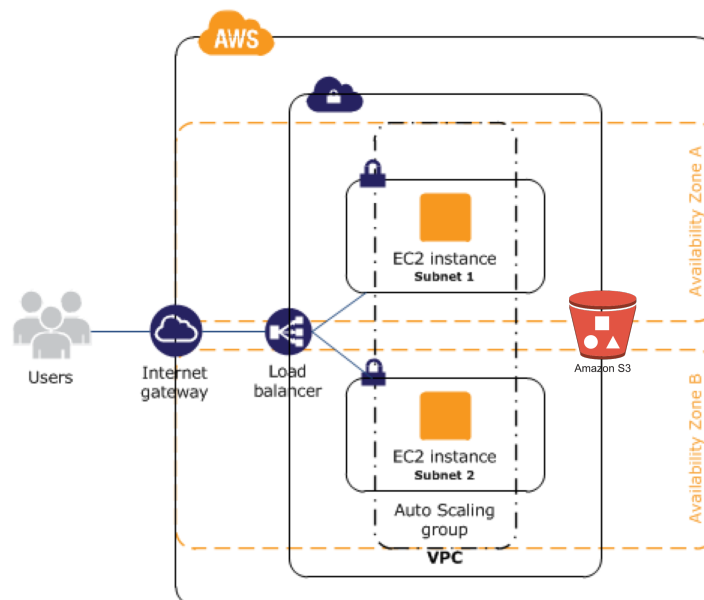 AWS
Availability Zone A
EC2 instance
Subnet 1
Users
Internet
gateway
Load
balancer
Amazon S3
EC2 instance
Subnet 2
Availability Zone B
Auto Scaling
group
VPC